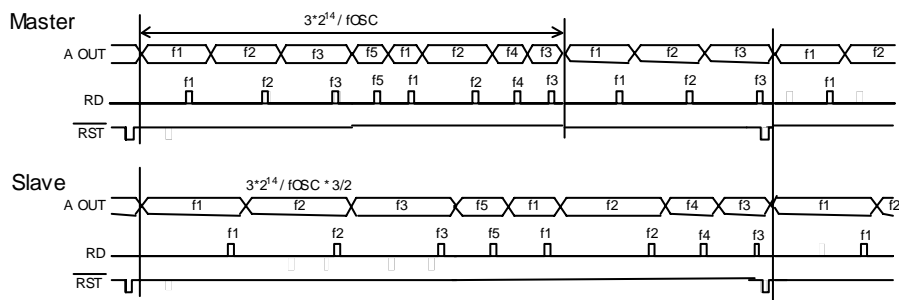 3*2^14 / fOSC
Master
A OUT f1 f2 f3 f5 f1 f2 f4 f3 f1 f2 f3 f1 f2
f1 f2 f3 f5 f1 f2 f4 f3 f1 f2 f3 f1
RD
RST
Slave
3*2^14 / fOSC * 3/2
A OUT f1 f2 f3 f5 f1 f2 f4 f3 f1 f2
f1 f2 f3 f5 f1 f2 f4 f3 f1
RD
RST